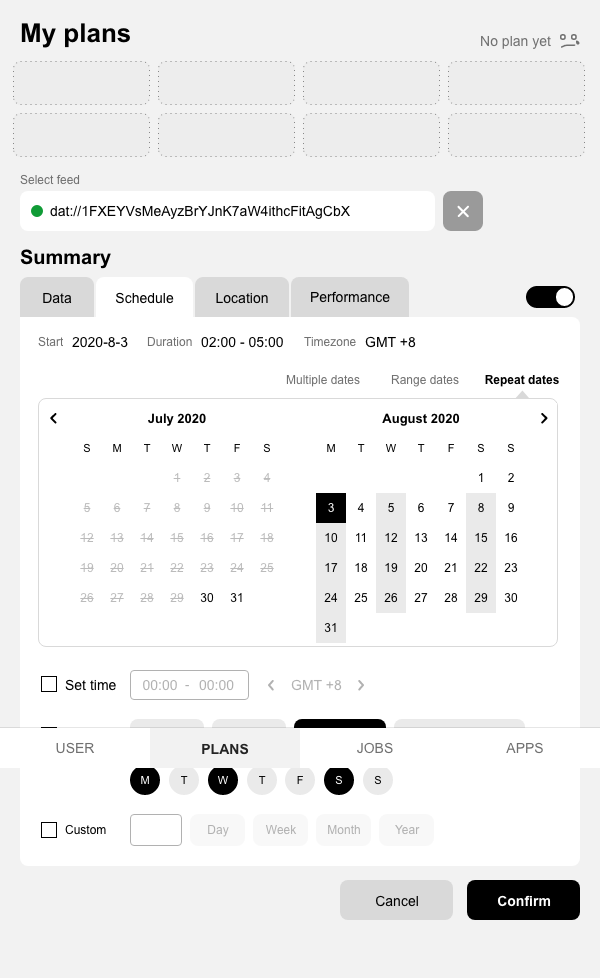 My plans
No plan yet
Select feed
dat://1FXEYVsMeAyzBrYJnK7aW4ithcFitAgCbX
Summary
Data Schedule Location Performance
Start 2020-8-3 Duration 02:00 - 05:00 Timezone GMT +8
Multiple dates Range dates Repeat dates
July 2020
S M T W T F S
1 2 3 4
5 6 7 8 9 10 11
12 13 14 15 16 17 18
19 20 21 22 23 24 25
26 27 28 29 30 31
August 2020
M T W T F S S
1 2
3 4 5 6 7 8 9
10 11 12 13 14 15 16
17 18 19 20 21 22 23
24 25 26 27 28 29 30
31
Set time 00:00 - 00:00 GMT +8
USER PLANS JOBS APPS
M T W T F S S
Custom Day Week Month Year
Cancel Confirm